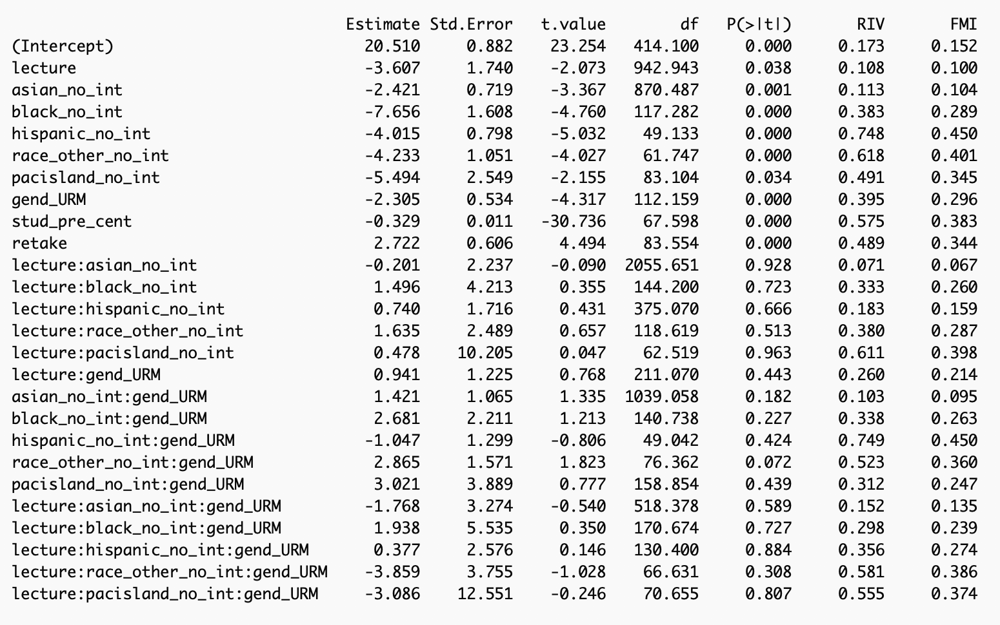 Estimate Std.Error t.value df P(>|t|) RIV FMI
(Intercept) 20.510 0.882 23.254 414.100 0.000 0.173 0.152
lecture -3.607 1.740 -2.073 942.943 0.038 0.108 0.100
asian_no_int -2.421 0.719 -3.367 870.487 0.001 0.113 0.104
black_no_int -7.656 1.608 -4.760 117.282 0.000 0.383 0.289
hispanic_no_int -4.015 0.798 -5.032 49.133 0.000 0.748 0.450
race_other_no_int -4.233 1.051 -4.027 61.747 0.000 0.618 0.401
pacisland_no_int -5.494 2.549 -2.155 83.104 0.034 0.491 0.345
gend_URM -2.305 0.534 -4.317 112.159 0.000 0.395 0.296
stud_pre_cent -0.329 0.011 -30.736 67.598 0.000 0.575 0.383
retake 2.722 0.606 4.494 83.554 0.000 0.489 0.344
lecture:asian_no_int -0.201 2.237 -0.090 2055.651 0.928 0.071 0.067
lecture:black_no_int 1.496 4.213 0.355 144.200 0.723 0.333 0.260
lecture:hispanic_no_int 0.740 1.716 0.431 375.070 0.666 0.183 0.159
lecture:race_other_no_int 1.635 2.489 0.657 118.619 0.513 0.380 0.287
lecture:pacisland_no_int 0.478 10.205 0.047 62.519 0.963 0.611 0.398
lecture:gend_URM 0.941 1.225 0.768 211.070 0.443 0.260 0.214
asian_no_int:gend_URM 1.421 1.065 1.335 1039.058 0.182 0.103 0.095
black_no_int:gend_URM 2.681 2.211 1.213 140.738 0.227 0.338 0.263
hispanic_no_int:gend_URM -1.047 1.299 -0.806 49.042 0.424 0.749 0.450
race_other_no_int:gend_URM 2.865 1.571 1.823 76.362 0.072 0.523 0.360
pacisland_no_int:gend_URM 3.021 3.889 0.777 158.854 0.439 0.312 0.247
lecture:asian_no_int:gend_URM -1.768 3.274 -0.540 518.378 0.589 0.152 0.135
lecture:black_no_int:gend_URM 1.938 5.535 0.350 170.674 0.727 0.298 0.239
lecture:hispanic_no_int:gend_URM 0.377 2.576 0.146 130.400 0.884 0.356 0.274
lecture:race_other_no_int:gend_URM -3.859 3.755 -1.028 66.631 0.308 0.581 0.386
lecture:pacisland_no_int:gend_URM -3.086 12.551 -0.246 70.655 0.807 0.555 0.374